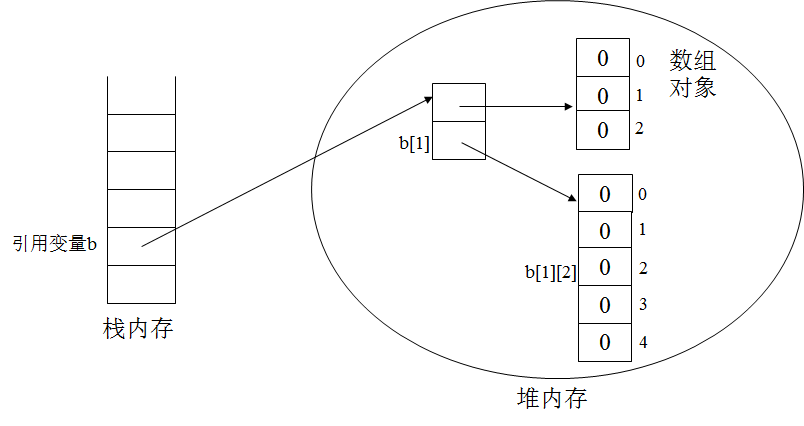 引用变量b
栈内存
b[1]
0 0
0 1
0 2
数组
对象
0 0
0 1
b[1][2] 0 2
0 3
0 4
堆内存